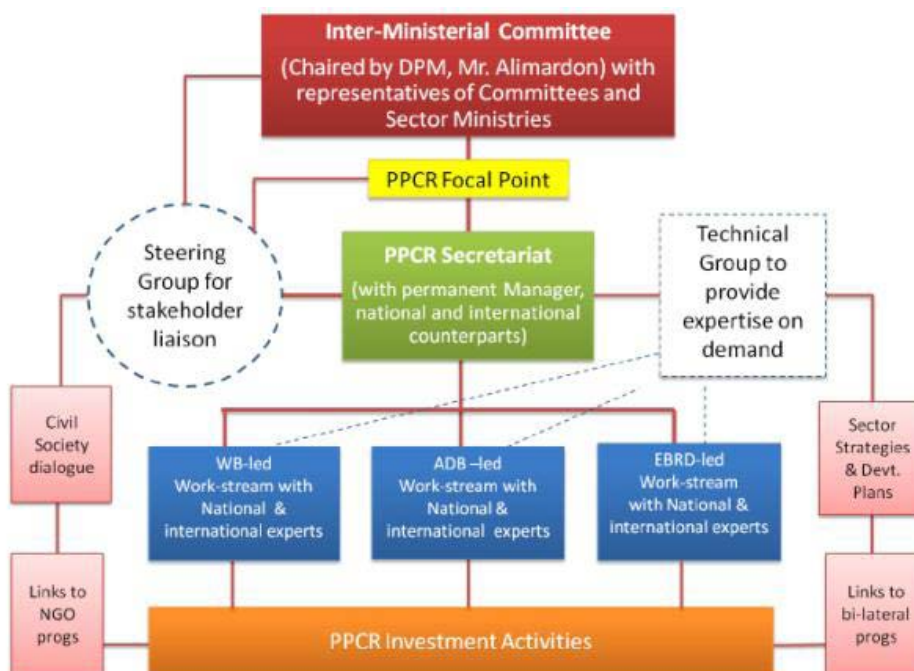 Inter-Ministerial Committee
(Chaired by DPM, Mr. Alimardon) with
representatives of Committees and
Sector Ministries
PPCR Focal Point
Steering
Group for
stakeholder
liaison
PPCR Secretariat
(with permanent Manager,
national and international
counterparts)
Technical
Group to
provide
expertise on
demand
Civil
Society
dialogue
WB-led
Work-stream with
National &
international experts
ADB –led
Work-stream with
National &
international experts
EBRD-led
Work-stream
with National &
international experts
Sector
Strategies
& Devt.
Plans
Links to
NGO
progs
PPCR Investment Activities
Links to
bi-lateral
progs